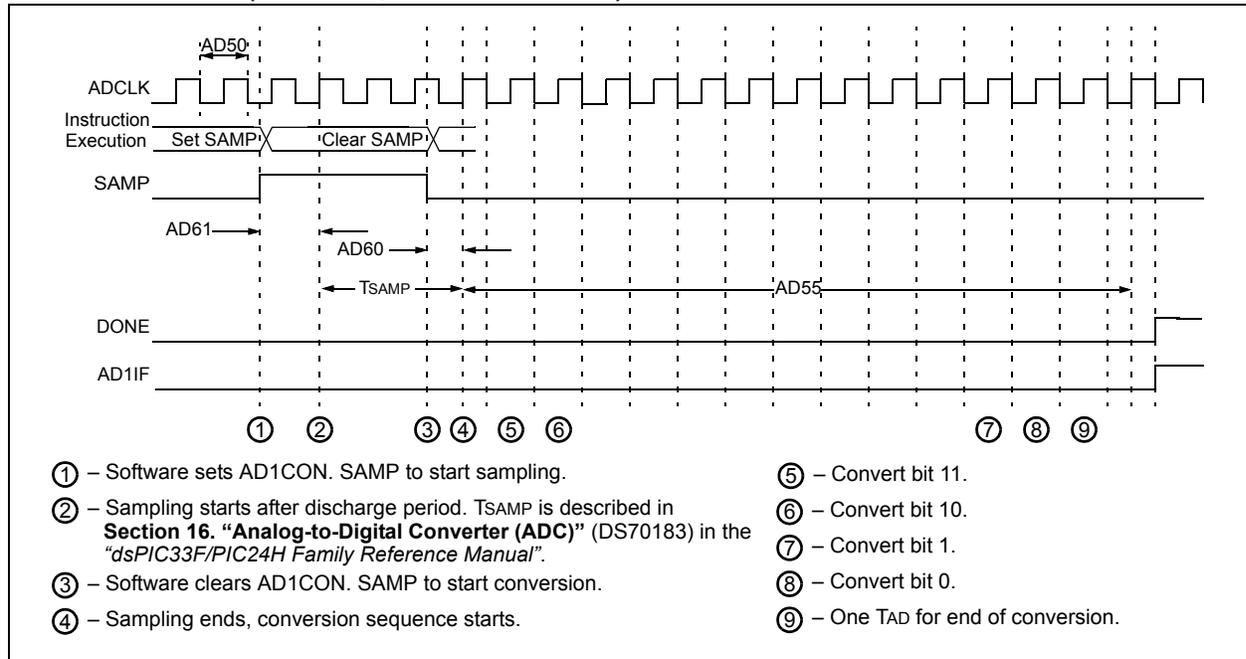 AD50
ADCLK
Instruction
Execution
Set SAMP
Clear SAMP
SAMP
AD61
AD60
TSAMP
AD55
DONE
AD1IF
1 2 3 4 5 6 7 8 9
1 – Software sets AD1CON. SAMP to start sampling.
2 – Sampling starts after discharge period. TSAMP is described in
Section 16. “Analog-to-Digital Converter (ADC)” (DS70183) in the
“dsPIC33F/PIC24H Family Reference Manual”.
3 – Software clears AD1CON. SAMP to start conversion.
4 – Sampling ends, conversion sequence starts.
5 – Convert bit 11.
6 – Convert bit 10.
7 – Convert bit 1.
8 – Convert bit 0.
9 – One TAD for end of conversion.